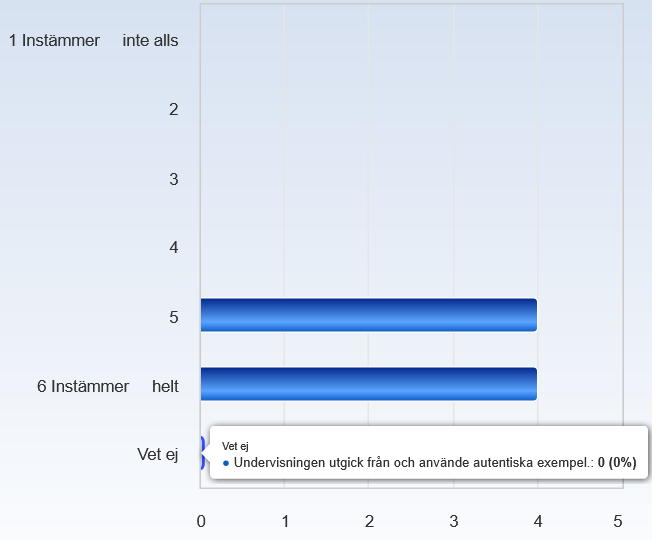 1 Instämmer inte alls
2
3
4
5
6 Instämmer helt
Vet ej
Vet ej
● Undervisningen utgick från och använde autentiska exempel.: 0 (0%)
0 1 2 3 4 5